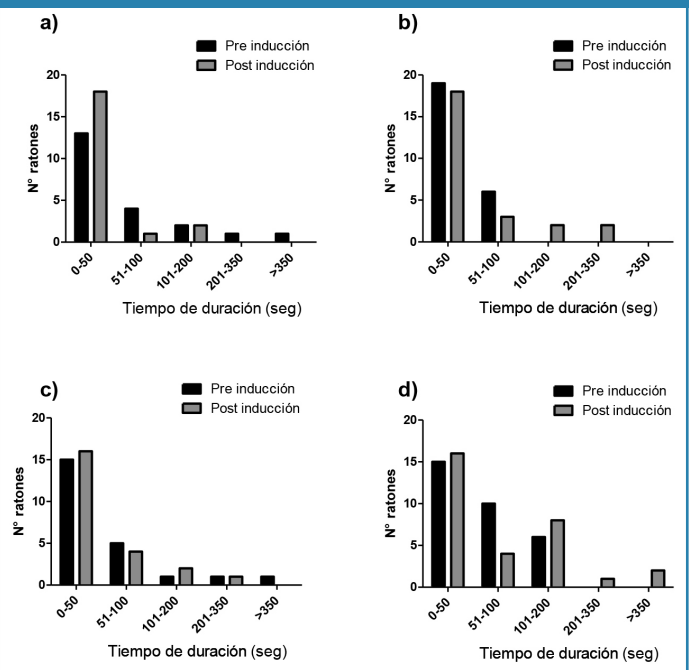 a)
Pre inducción
Post inducción
20
15
10
5
0
N° ratones
0-50
51-100
101-200
201-350
>350
Tiempo de duración (seg)
b)
Pre inducción
Post inducción
20
15
10
5
0
N° ratones
0-50
51-100
101-200
201-350
>350
Tiempo de duración (seg)
c)
Pre inducción
Post inducción
20
15
10
5
0
N° ratones
0-50
51-100
101-200
201-350
>350
Tiempo de duración (seg)
d)
Pre inducción
Post inducción
20
15
10
5
0
N° ratones
0-50
51-100
101-200
201-350
>350
Tiempo de duración (seg)